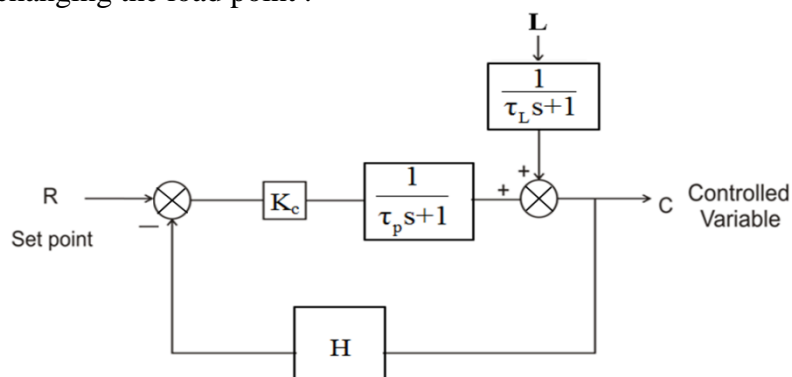 changing the load point .
L
1
τLs+1
+
R
Kc
1
τps+1
+
C Controlled
Variable
Set point
−
H